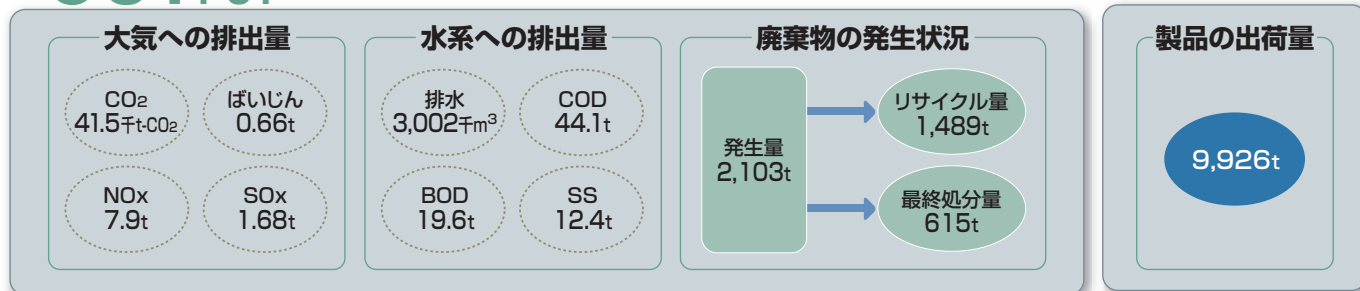 大気への排出量
CO2
41.5千t-CO2
ばいじん
0.66t
NOx
7.9t
SOx
1.68t
水系への排出量
排水
3,002千m³
COD
44.1t
BOD
19.6t
SS
12.4t
廃棄物の発生状況
発生量
2,103t
リサイクル量
1,489t
最終処分量
615t
製品の出荷量
9,926t